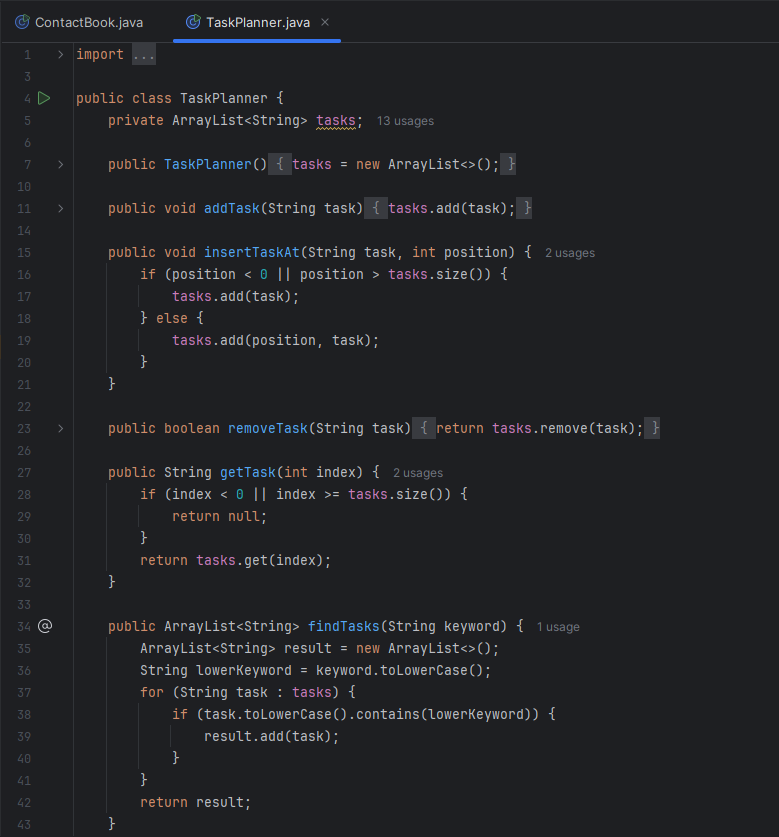 ContactBook.java TaskPlanner.java
1 import ...
3
4 public class TaskPlanner {
5 private ArrayList<String> tasks; 13 usages
6
7 public TaskPlanner() { tasks = new ArrayList<>(); }
10
11 public void addTask(String task) { tasks.add(task); }
14
15 public void insertTaskAt(String task, int position) { 2 usages
16 if (position < 0 || position > tasks.size()) {
17 tasks.add(task);
18 } else {
19 tasks.add(position, task);
20 }
21 }
22
23 public boolean removeTask(String task) { return tasks.remove(task); }
26
27 public String getTask(int index) { 2 usages
28 if (index < 0 || index >= tasks.size()) {
29 return null;
30 }
31 return tasks.get(index);
32 }
33
34 @ public ArrayList<String> findTasks(String keyword) { 1 usage
35 ArrayList<String> result = new ArrayList<>();
36 String lowerKeyword = keyword.toLowerCase();
37 for (String task : tasks) {
38 if (task.toLowerCase().contains(lowerKeyword)) {
39 result.add(task);
40 }
41 }
42 return result;
43 }